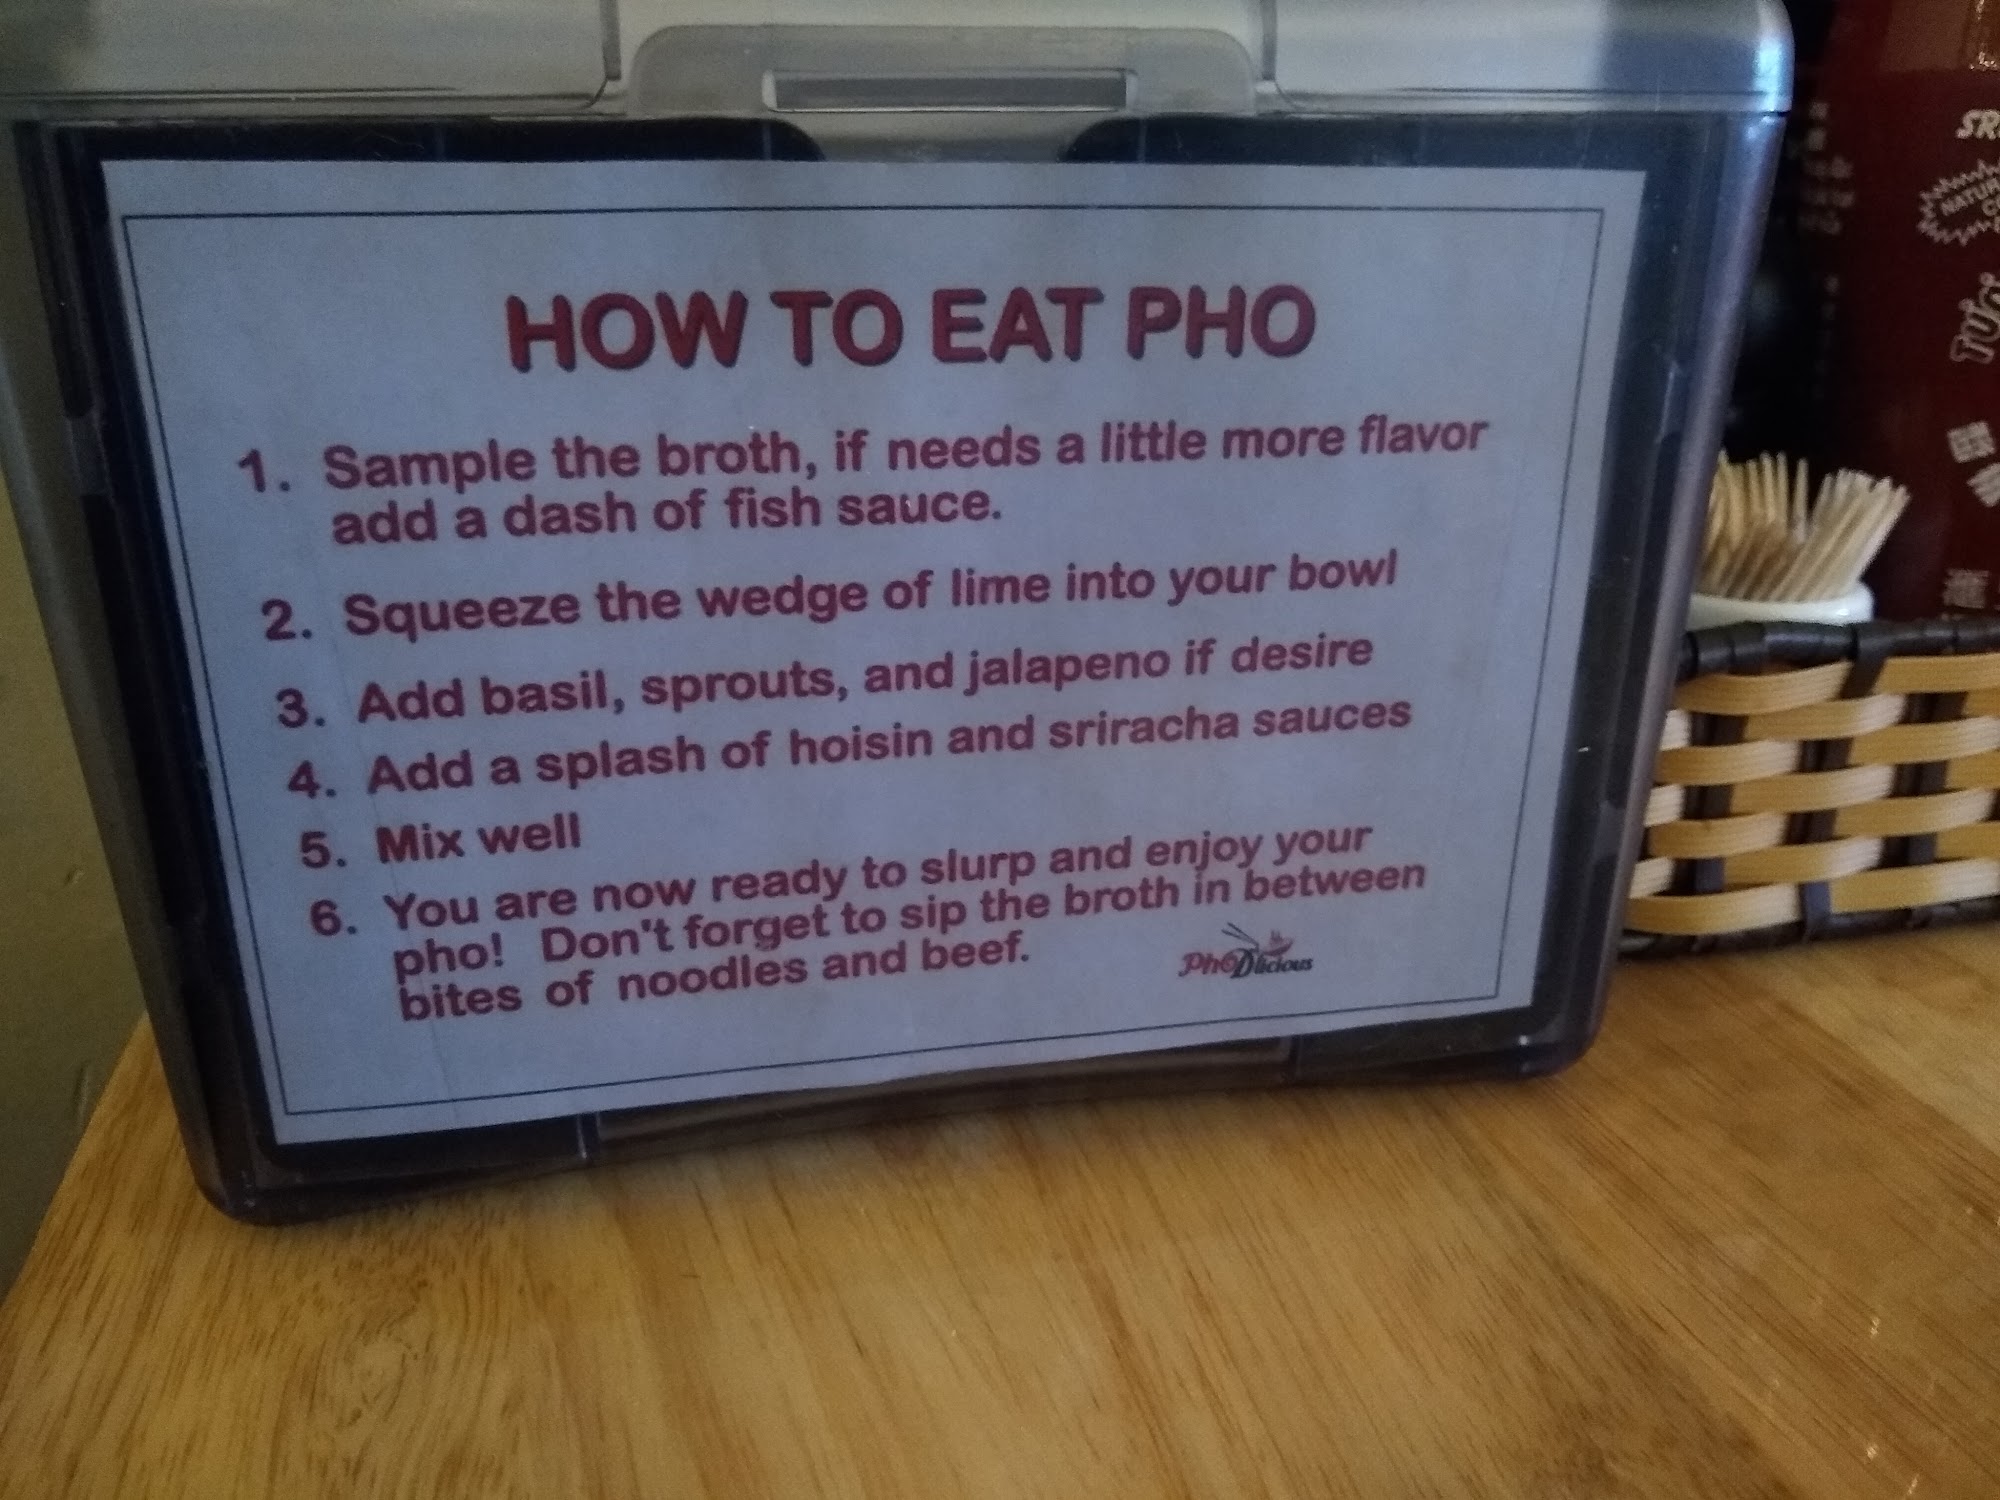 HOW TO EAT PHO
1. Sample the broth, if needs a little more flavor
add a dash of fish sauce.
2. Squeeze the wedge of lime into your bowl
3. Add basil, sprouts, and jalapeno if desire
4. Add a splash of hoisin and sriracha sauces
5. Mix well
6. You are now ready to slurp and enjoy your
pho! Don't forget to sip the broth in between
bites of noodles and beef.
PhoDlicious
SRI
NATUR
CO